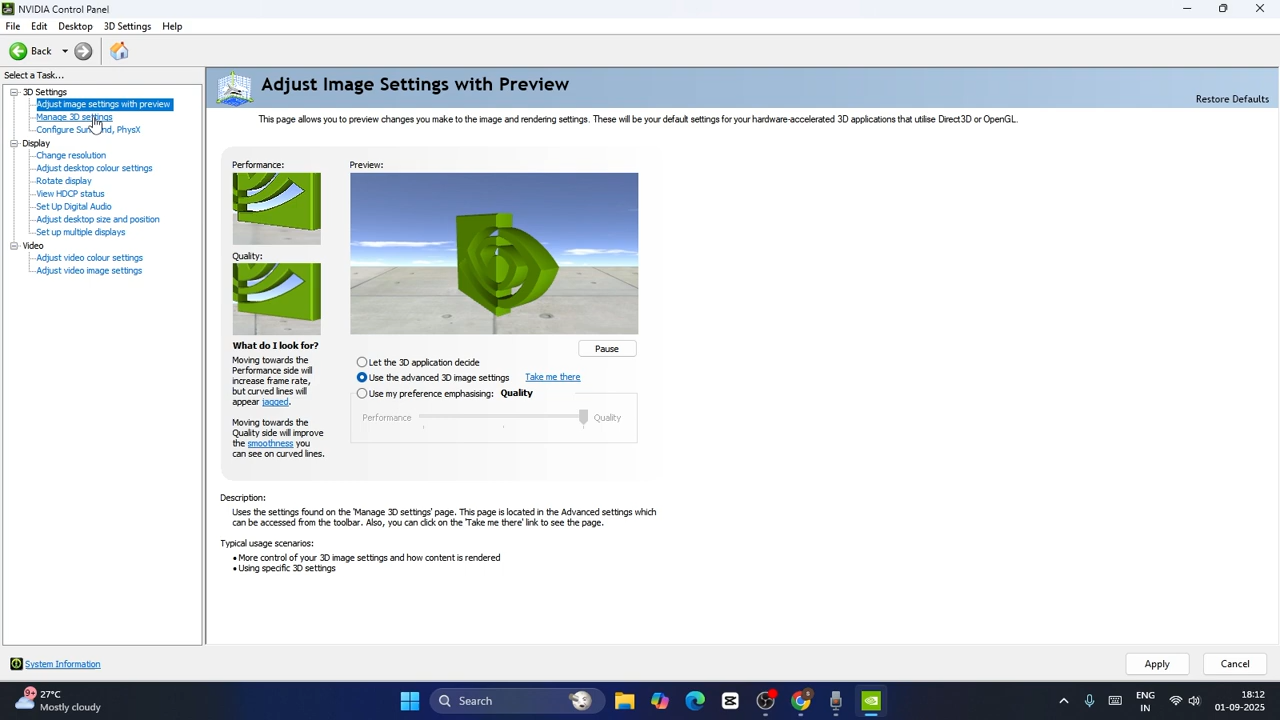 NVIDIA Control Panel
File Edit Desktop 3D Settings Help
Back
Select a Task...
3D Settings
Adjust image settings with preview
Manage 3D settings
Configure Surround, PhysX
Display
Change resolution
Adjust desktop colour settings
Rotate display
View HDCP status
Set Up Digital Audio
Adjust desktop size and position
Set up multiple displays
Video
Adjust video colour settings
Adjust video image settings
System Information
Adjust Image Settings with Preview
Restore Defaults
This page allows you to preview changes you make to the image and rendering settings. These will be your default settings for your hardware-accelerated 3D applications that utilise Direct3D or OpenGL.
Performance:
Quality:
What do I look for?
Moving towards the
Performance side will
increase frame rate,
but curved lines will
appear jagged.
Moving towards the
Quality side will improve
the smoothness you
can see on curved lines.
Preview:
Pause
Let the 3D application decide
Use the advanced 3D image settings Take me there
Use my preference emphasising: Quality
Performance Quality
Description:
Uses the settings found on the 'Manage 3D settings' page. This page is located in the Advanced settings which
can be accessed from the toolbar. Also, you can click on the 'Take me there' link to see the page.
Typical usage scenarios:
• More control of your 3D image settings and how content is rendered
• Using specific 3D settings
Apply Cancel
27°C
Mostly cloudy
Search
ENG
IN
18:12
01-09-2025